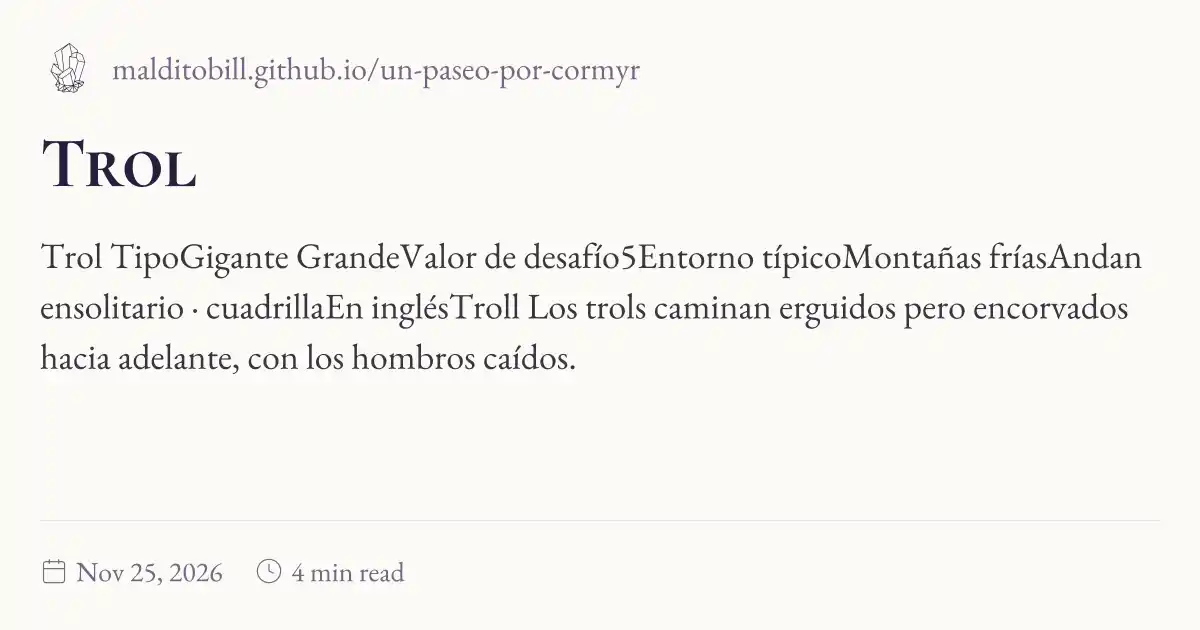 malditobill.github.io/un-paseo-por-cormyr
Trol
Trol TipoGigante GrandeValor de desafío5Entorno típicoMontañas fríasAndan
ensolitario · cuadrillaEn inglésTroll Los trols caminan erguidos pero encorvados
hacia adelante, con los hombros caídos.
Nov 25, 2026 4 min read